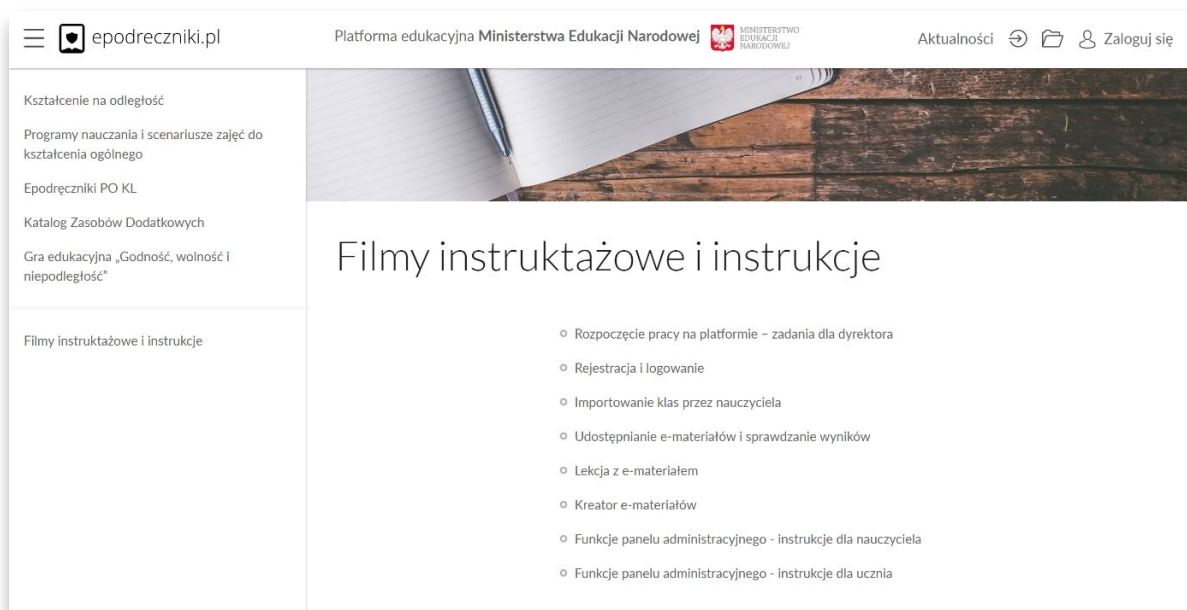 epodreczniki.pl
Platforma edukacyjna Ministerstwa Edukacji Narodowej
MINISTERSTWO
EDUKACJI
NARODOWEJ
Aktualności
Zaloguj się
Kształcenie na odległość
Programy nauczania i scenariusze zajęć do
kształcenia ogólnego
Epodręczniki PO KL
Katalog Zasobów Dodatkowych
Gra edukacyjna „Godność, wolność i
niepodległość”
Filmy instruktażowe i instrukcje
Filmy instruktażowe i instrukcje
Rozpoczęcie pracy na platformie – zadania dla dyrektora
Rejestracja i logowanie
Importowanie klas przez nauczyciela
Udostępnianie e-materiałów i sprawdzanie wyników
Lekcja z e-materiałem
Kreator e-materiałów
Funkcje panelu administracyjnego - instrukcje dla nauczyciela
Funkcje panelu administracyjnego - instrukcje dla ucznia